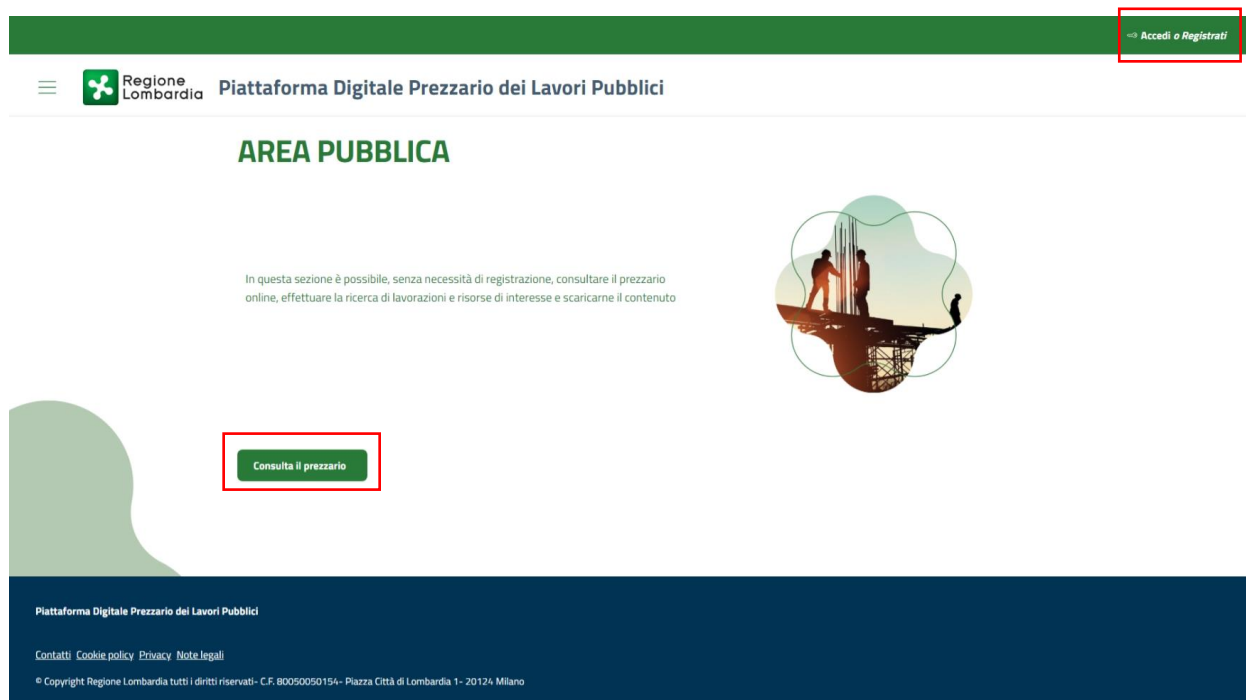 Accedi o Registrati
Regione
Lombardia
Piattaforma Digitale Prezzario dei Lavori Pubblici
AREA PUBBLICA
In questa sezione è possibile, senza necessità di registrazione, consultare il prezzario
online, effettuare la ricerca di lavorazioni e risorse di interesse e scaricarne il contenuto
Consulta il prezzario
Piattaforma Digitale Prezzario dei Lavori Pubblici
Contatti Cookie policy Privacy Note legali
© Copyright Regione Lombardia tutti i diritti riservati- C.F. 80050050154- Piazza Città di Lombardia 1- 20124 Milano